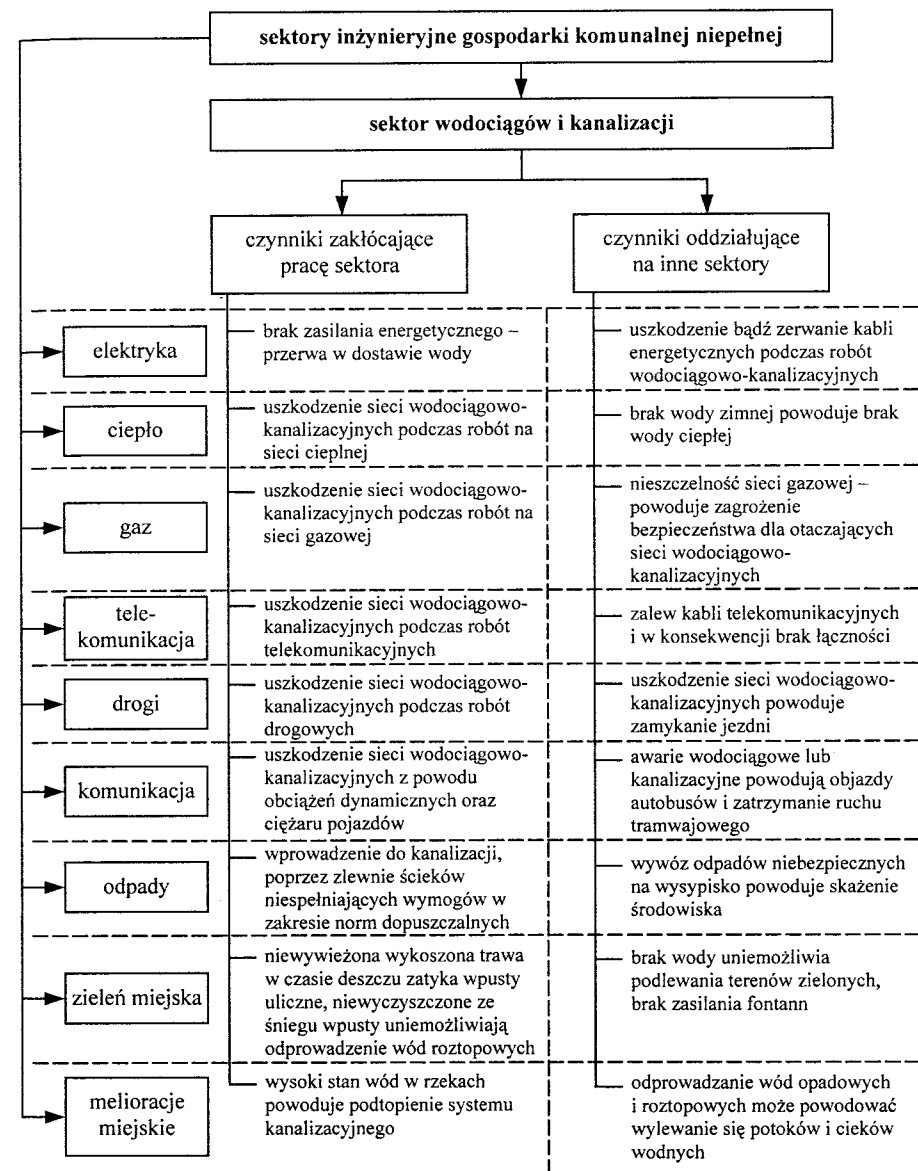 sektory inżynieryjne gospodarki komunalnej niepełnej
sektor wodociągów i kanalizacji
czynniki zakłócające
pracę sektora
czynniki oddziałujące
na inne sektory
elektryka
brak zasilania energetycznego –
przerwa w dostawie wody
uszkodzenie bądź zerwanie kabli
energetycznych podczas robót
wodociągowo-kanalizacyjnych
ciepło
uszkodzenie sieci wodociągowo-
kanalizacyjnych podczas robót na
sieci cieplnej
brak wody zimnej powoduje brak
wody ciepłej
gaz
uszkodzenie sieci wodociągowo-
kanalizacyjnych podczas robót na
sieci gazowej
nieszczelność sieci gazowej –
powoduje zagrożenie
bezpieczeństwa dla otaczających
sieci wodociągowo-
kanalizacyjnych
tele-
komunikacja
uszkodzenie sieci wodociągowo-
kanalizacyjnych podczas robót
telekomunikacyjnych
zalew kabli telekomunikacyjnych
i w konsekwencji brak łączności
drogi
uszkodzenie sieci wodociągowo-
kanalizacyjnych podczas robót
drogowych
uszkodzenie sieci wodociągowo-
kanalizacyjnych powoduje
zamykanie jezdni
komunikacja
uszkodzenie sieci wodociągowo-
kanalizacyjnych z powodu
obciążeń dynamicznych oraz
ciężaru pojazdów
awarie wodociągowe lub
kanalizacyjne powodują objazdy
autobusów i zatrzymanie ruchu
tramwajowego
odpady
wprowadzenie do kanalizacji,
poprzez zlewnie ścieków
niespełniających wymogów w
zakresie norm dopuszczalnych
wywóz odpadów niebezpiecznych
na wysypisko powoduje skażenie
środowiska
zieleń miejska
niewywieżona wykoszona trawa
w czasie deszczu zatyka wpusty
uliczne, niewyczyszczone ze
śniegu wpusty uniemożliwiają
odprowadzenie wód roztopowych
brak wody uniemożliwia
podlewania terenów zielonych,
brak zasilania fontann
melioracje
miejskie
wysoki stan wód w rzekach
powoduje podtopienie systemu
kanalizacyjnego
odprowadzanie wód opadowych
i roztopowych może powodować
wylewanie się potoków i cieków
wodnych